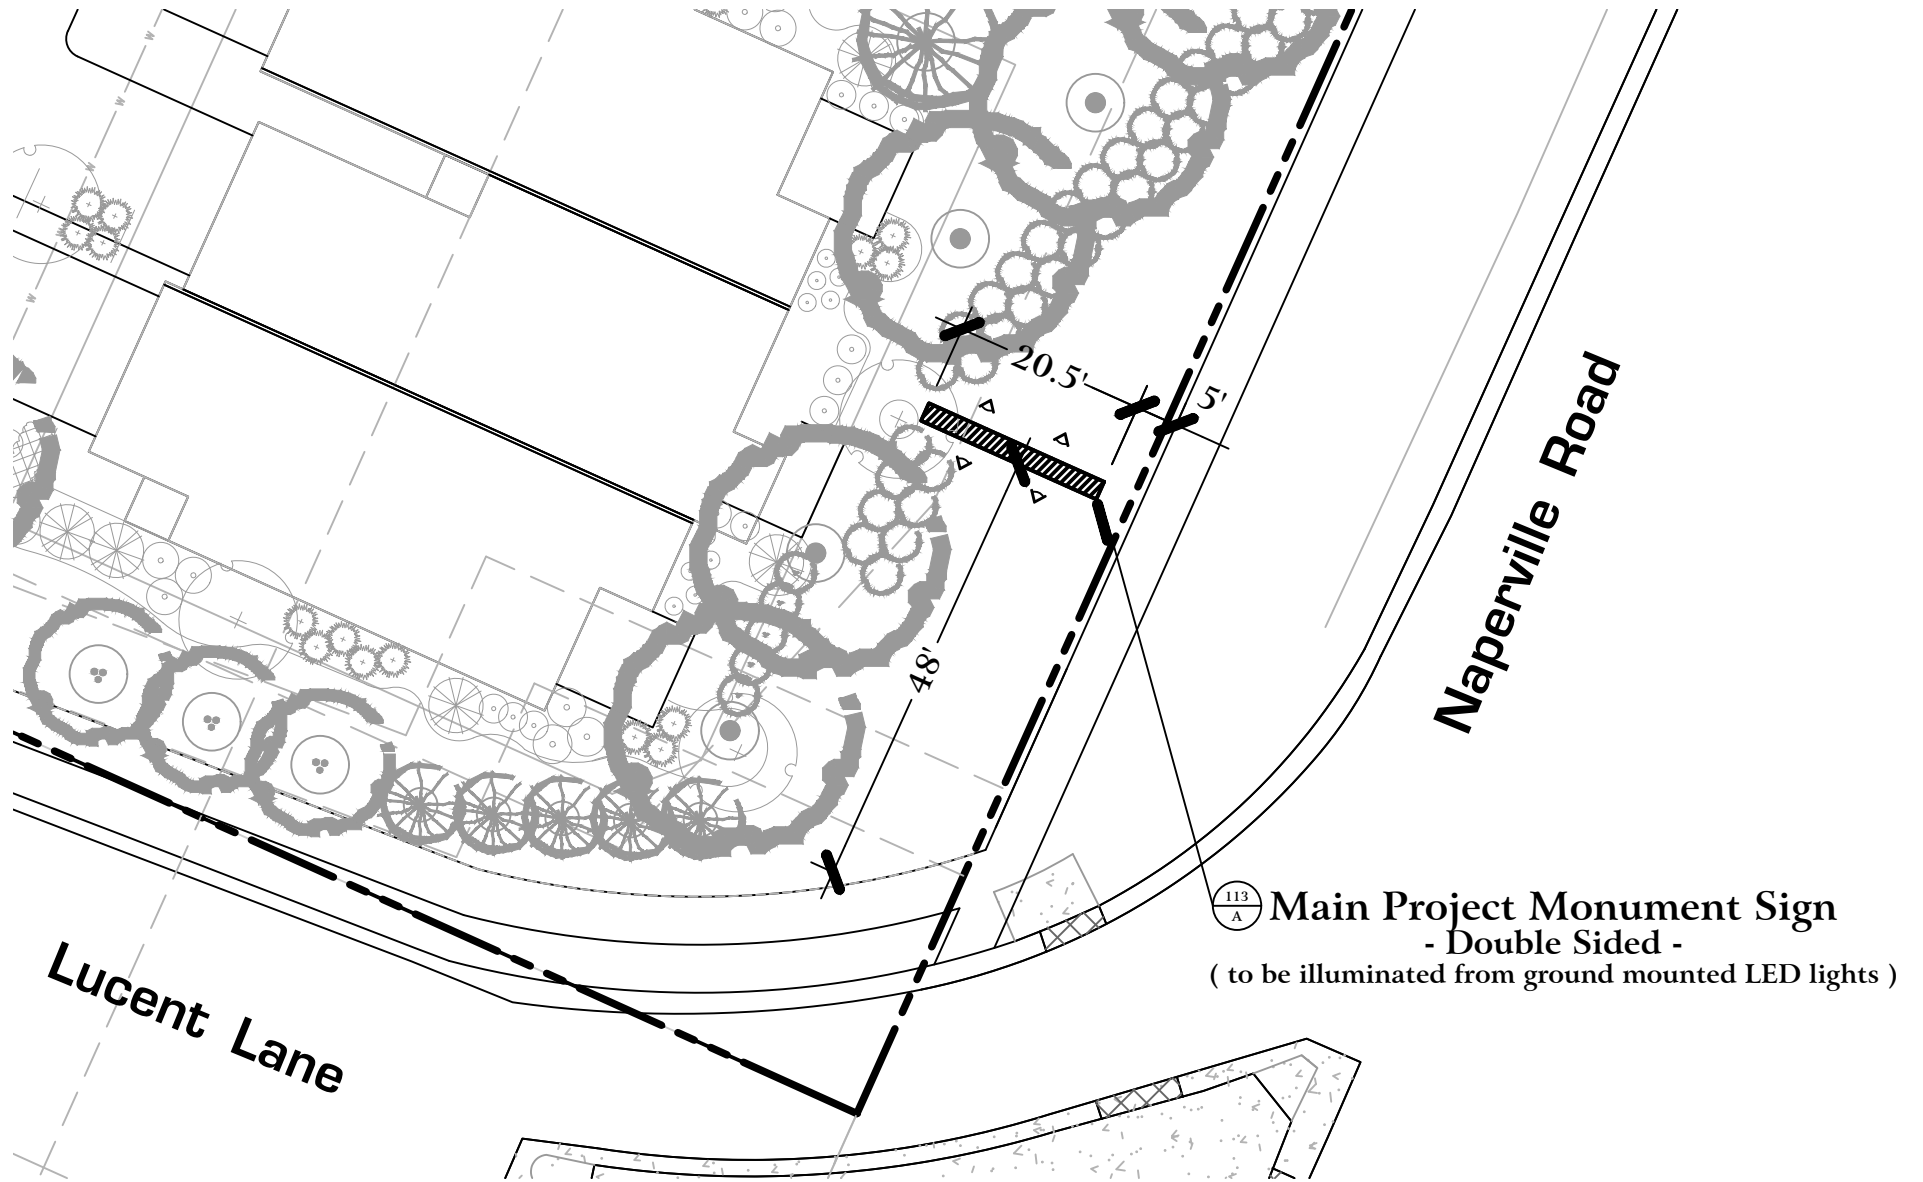 W
W
W
W
20.5'
5'
Naperville Road
48'
113
A
Main Project Monument Sign
- Double Sided -
( to be illuminated from ground mounted LED lights )
Lucent Lane